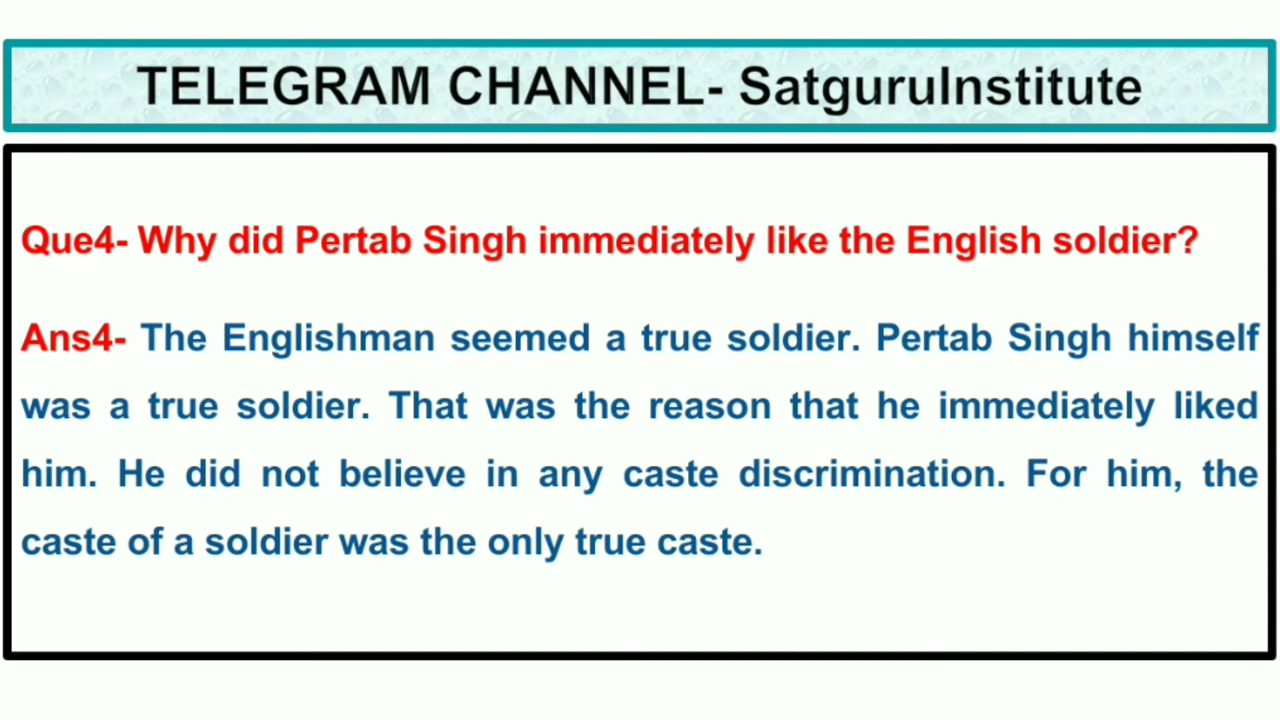 TELEGRAM CHANNEL- SatguruInstitute
Que4- Why did Pertab Singh immediately like the English soldier?
Ans4- The Englishman seemed a true soldier. Pertab Singh himself
was a true soldier. That was the reason that he immediately liked
him. He did not believe in any caste discrimination. For him, the
caste of a soldier was the only true caste.